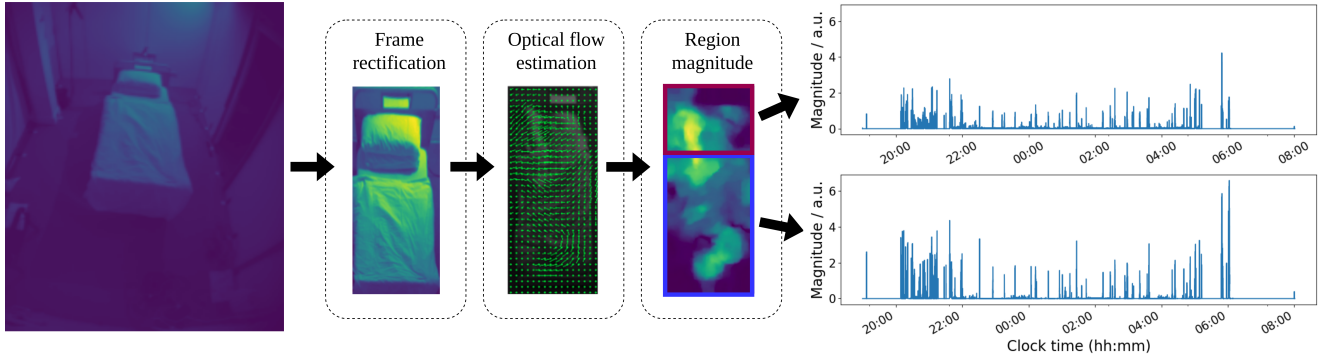 Frame
rectification
Optical flow
estimation
Region
magnitude
Magnitude / a.u.
6
4
2
0
20:00 22:00 00:00 02:00 04:00 06:00 08:00
Magnitude / a.u.
6
4
2
0
20:00 22:00 00:00 02:00 04:00 06:00 08:00
Clock time (hh:mm)